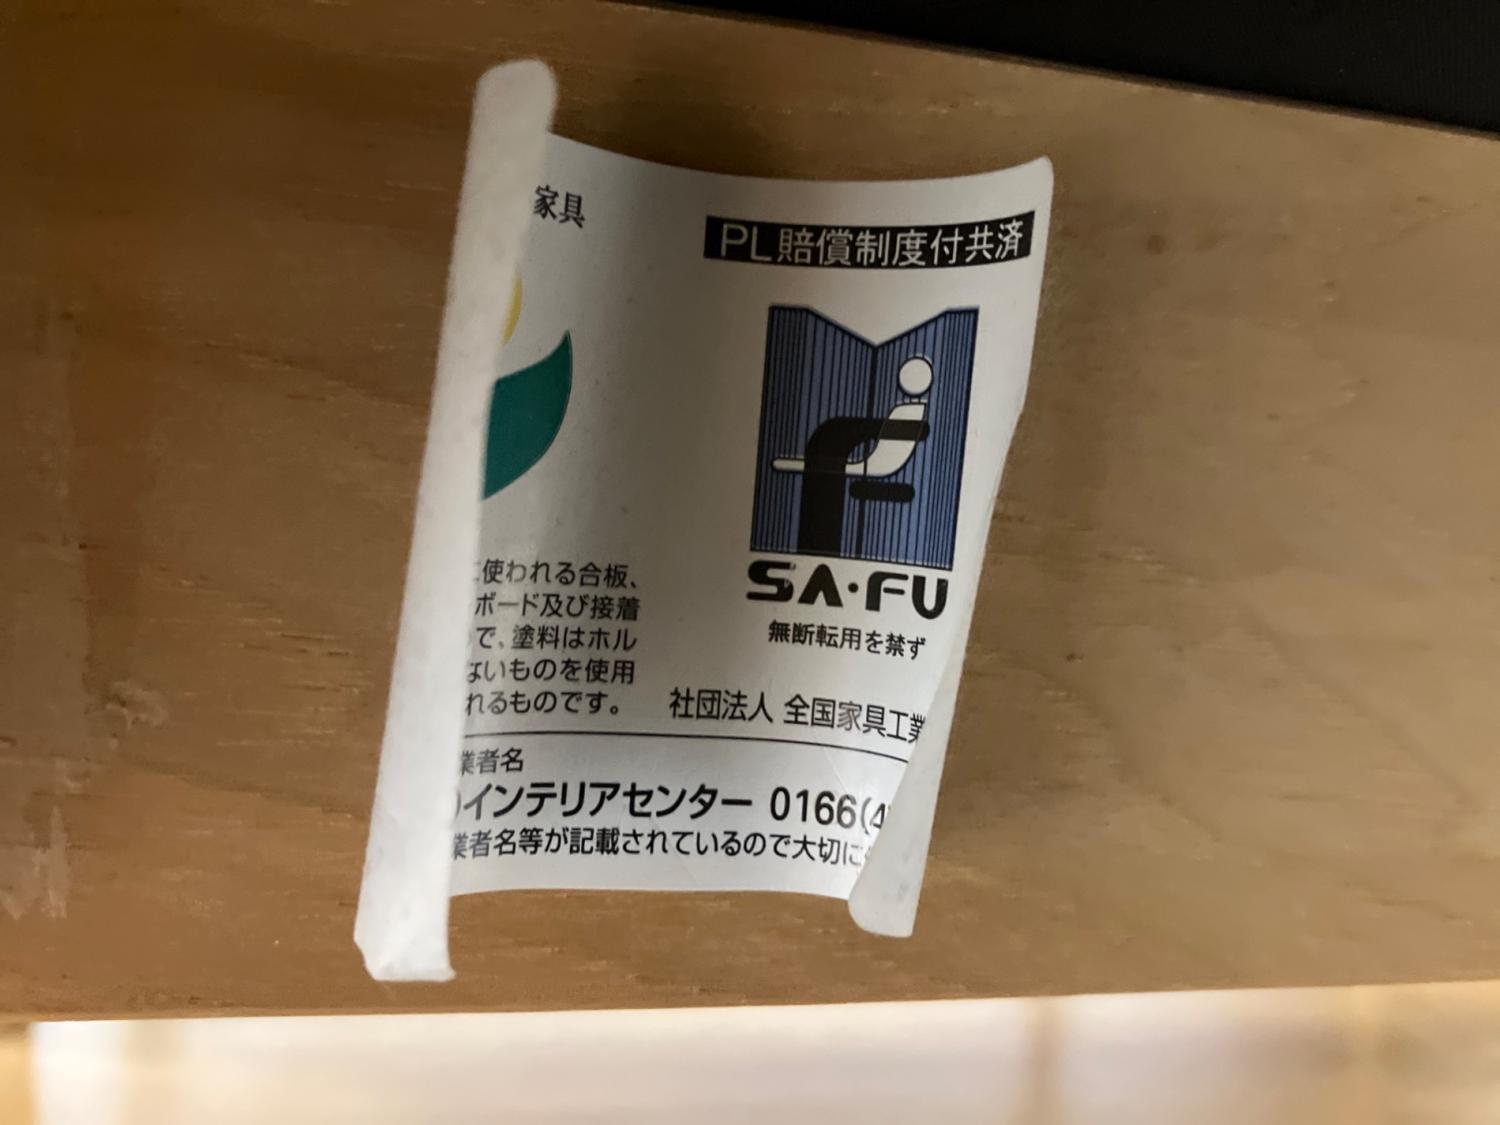 家具
PL賠償制度付共済
SA・FU
無断転用を禁ず
使われる合板、
ボード及び接着
で、塗料はホル
ないものを使用
れるものです。
社団法人 全国家具工業
業者名
)インテリアセンター 0166(4
業者名等が記載されているので大切に